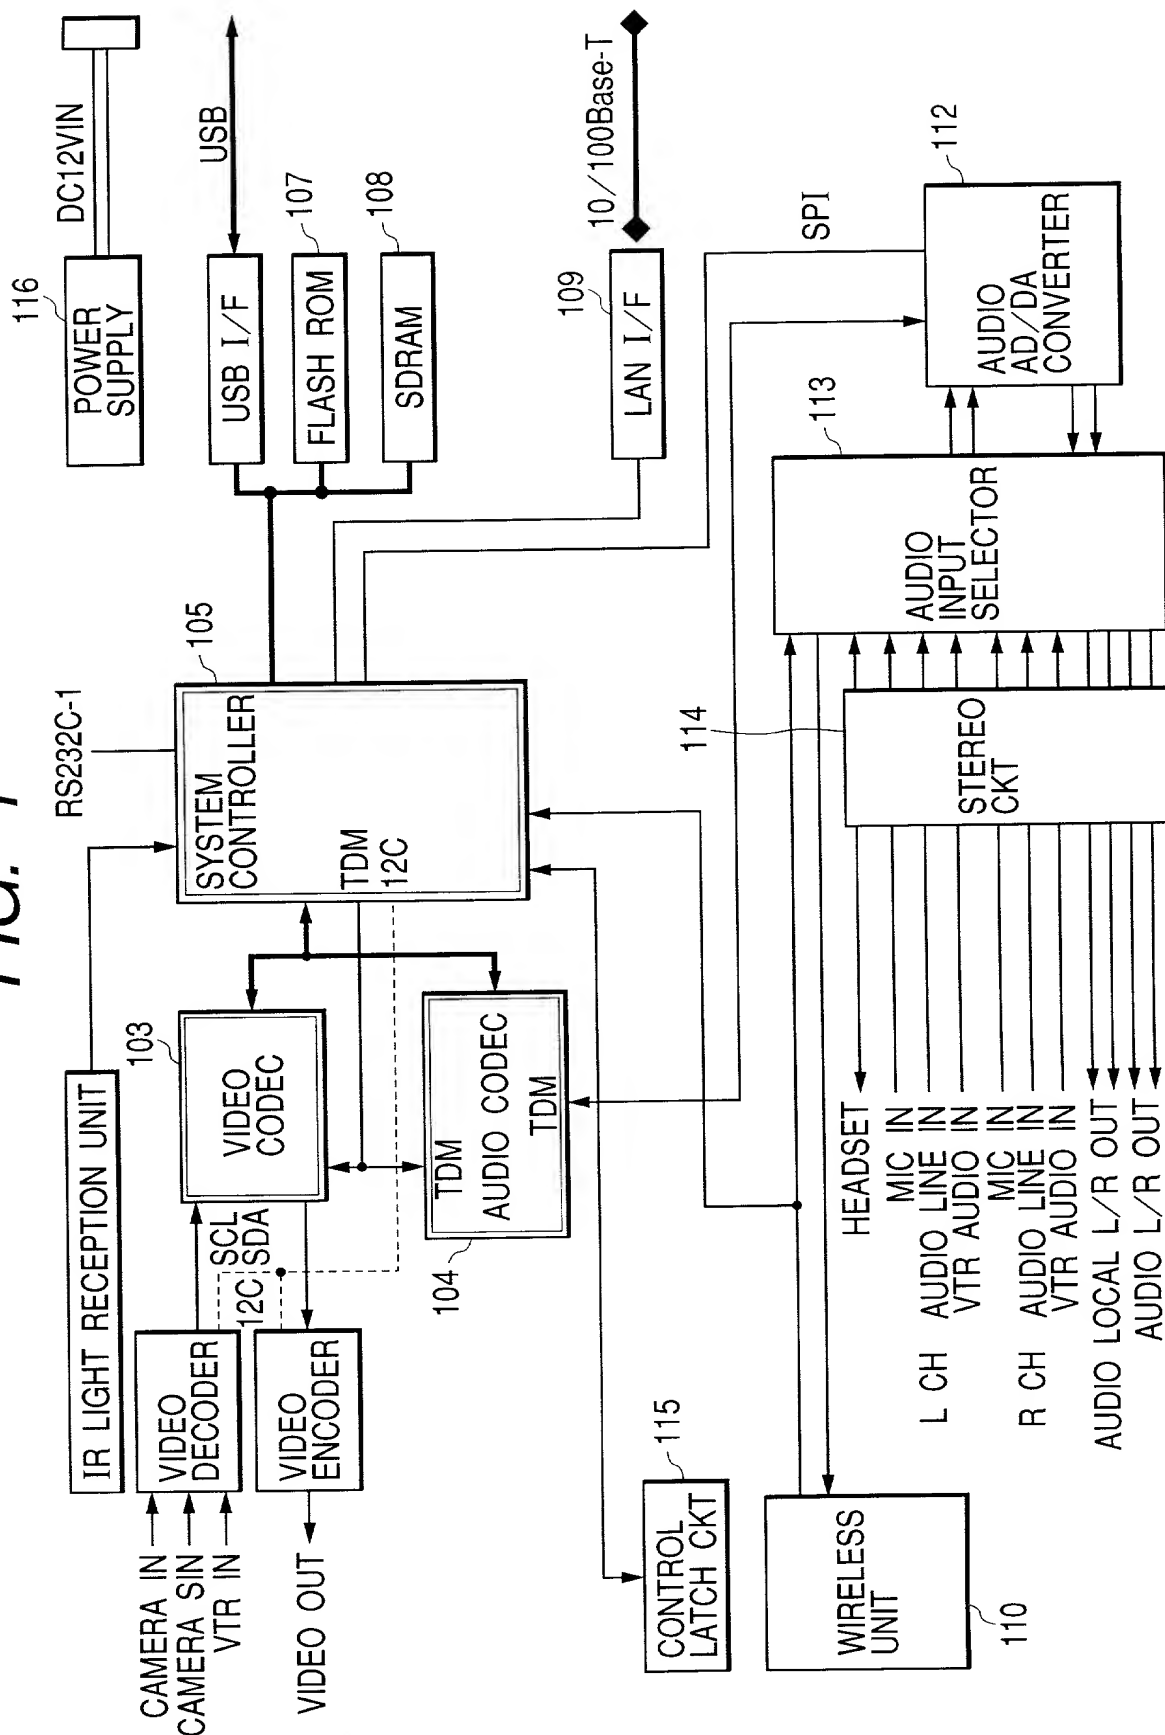 FIG. 1
IR LIGHT RECEPTION UNIT
RS232C-1
116
POWER
SUPPLY
DC12VIN
CAMERA IN
CAMERA SIN
VTR IN
VIDEO
DECODER
VIDEO OUT
VIDEO
ENCODER
12C
SCL
SDA
103
VIDEO
CODEC
105
SYSTEM
CONTROLLER
TDM
12C
USB I/F
USB
FLASH ROM
107
SDRAM
108
104
TDM
AUDIO CODEC
TDM
109
LAN I/F
10/100Base-T
SPI
CONTROL
LATCH CKT
115
WIRELESS
UNIT
110
114
STEREO
CKT
113
AUDIO
INPUT
SELECTOR
112
AUDIO
AD/DA
CONVERTER
HEADSET
MIC IN
L CH AUDIO LINE IN
VTR AUDIO IN
MIC IN
R CH AUDIO LINE IN
VTR AUDIO IN
AUDIO LOCAL L/R OUT
AUDIO L/R OUT